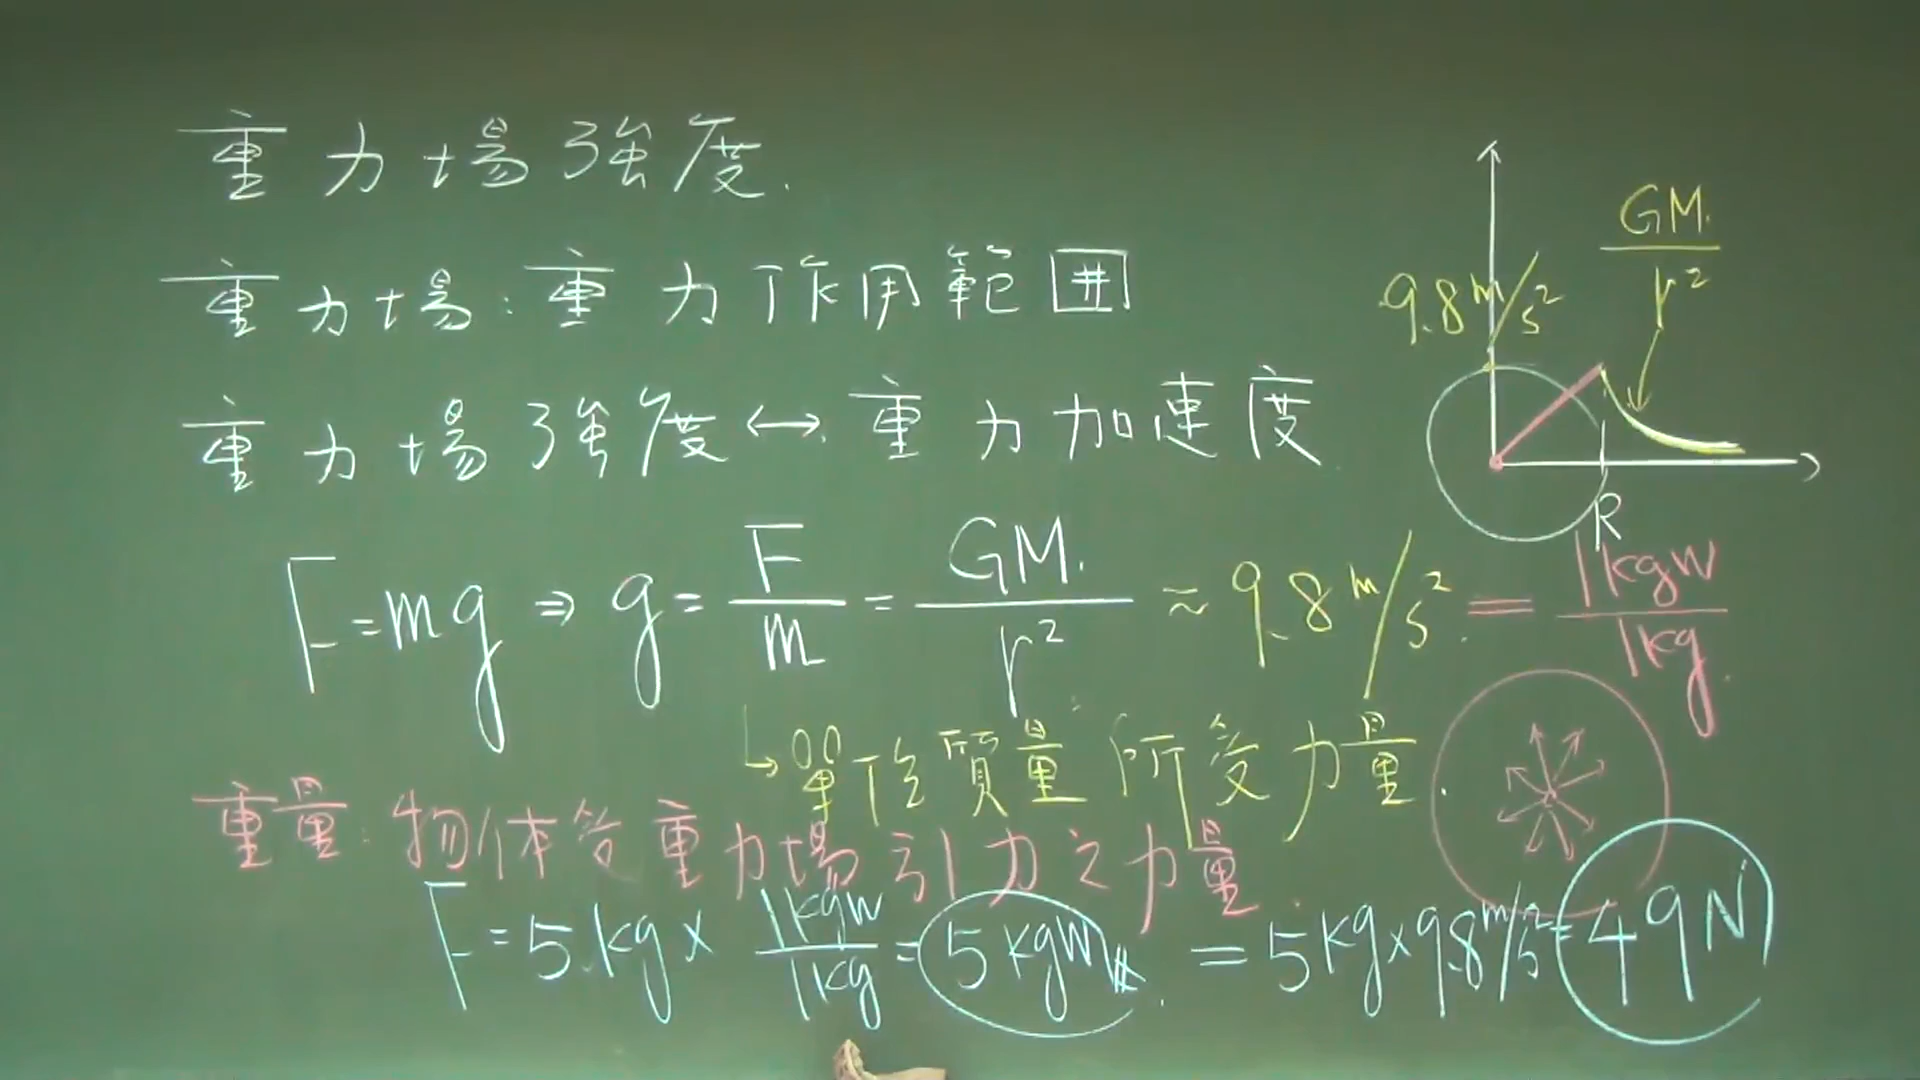 重力場強度.
重力場:重力作用範囲
重力場強度↔重力加速度.
F=mg⇒g=F/m=GM/r²≈9.8m/s²=1kgw/1kg.
↳單位質量所受力量.
重量:物体受重力場引力之力量.
F=5kg×1kgw/1kg=5kgw=5kg×9.8m/s²=49N
GM/r²
9.8m/s²
R